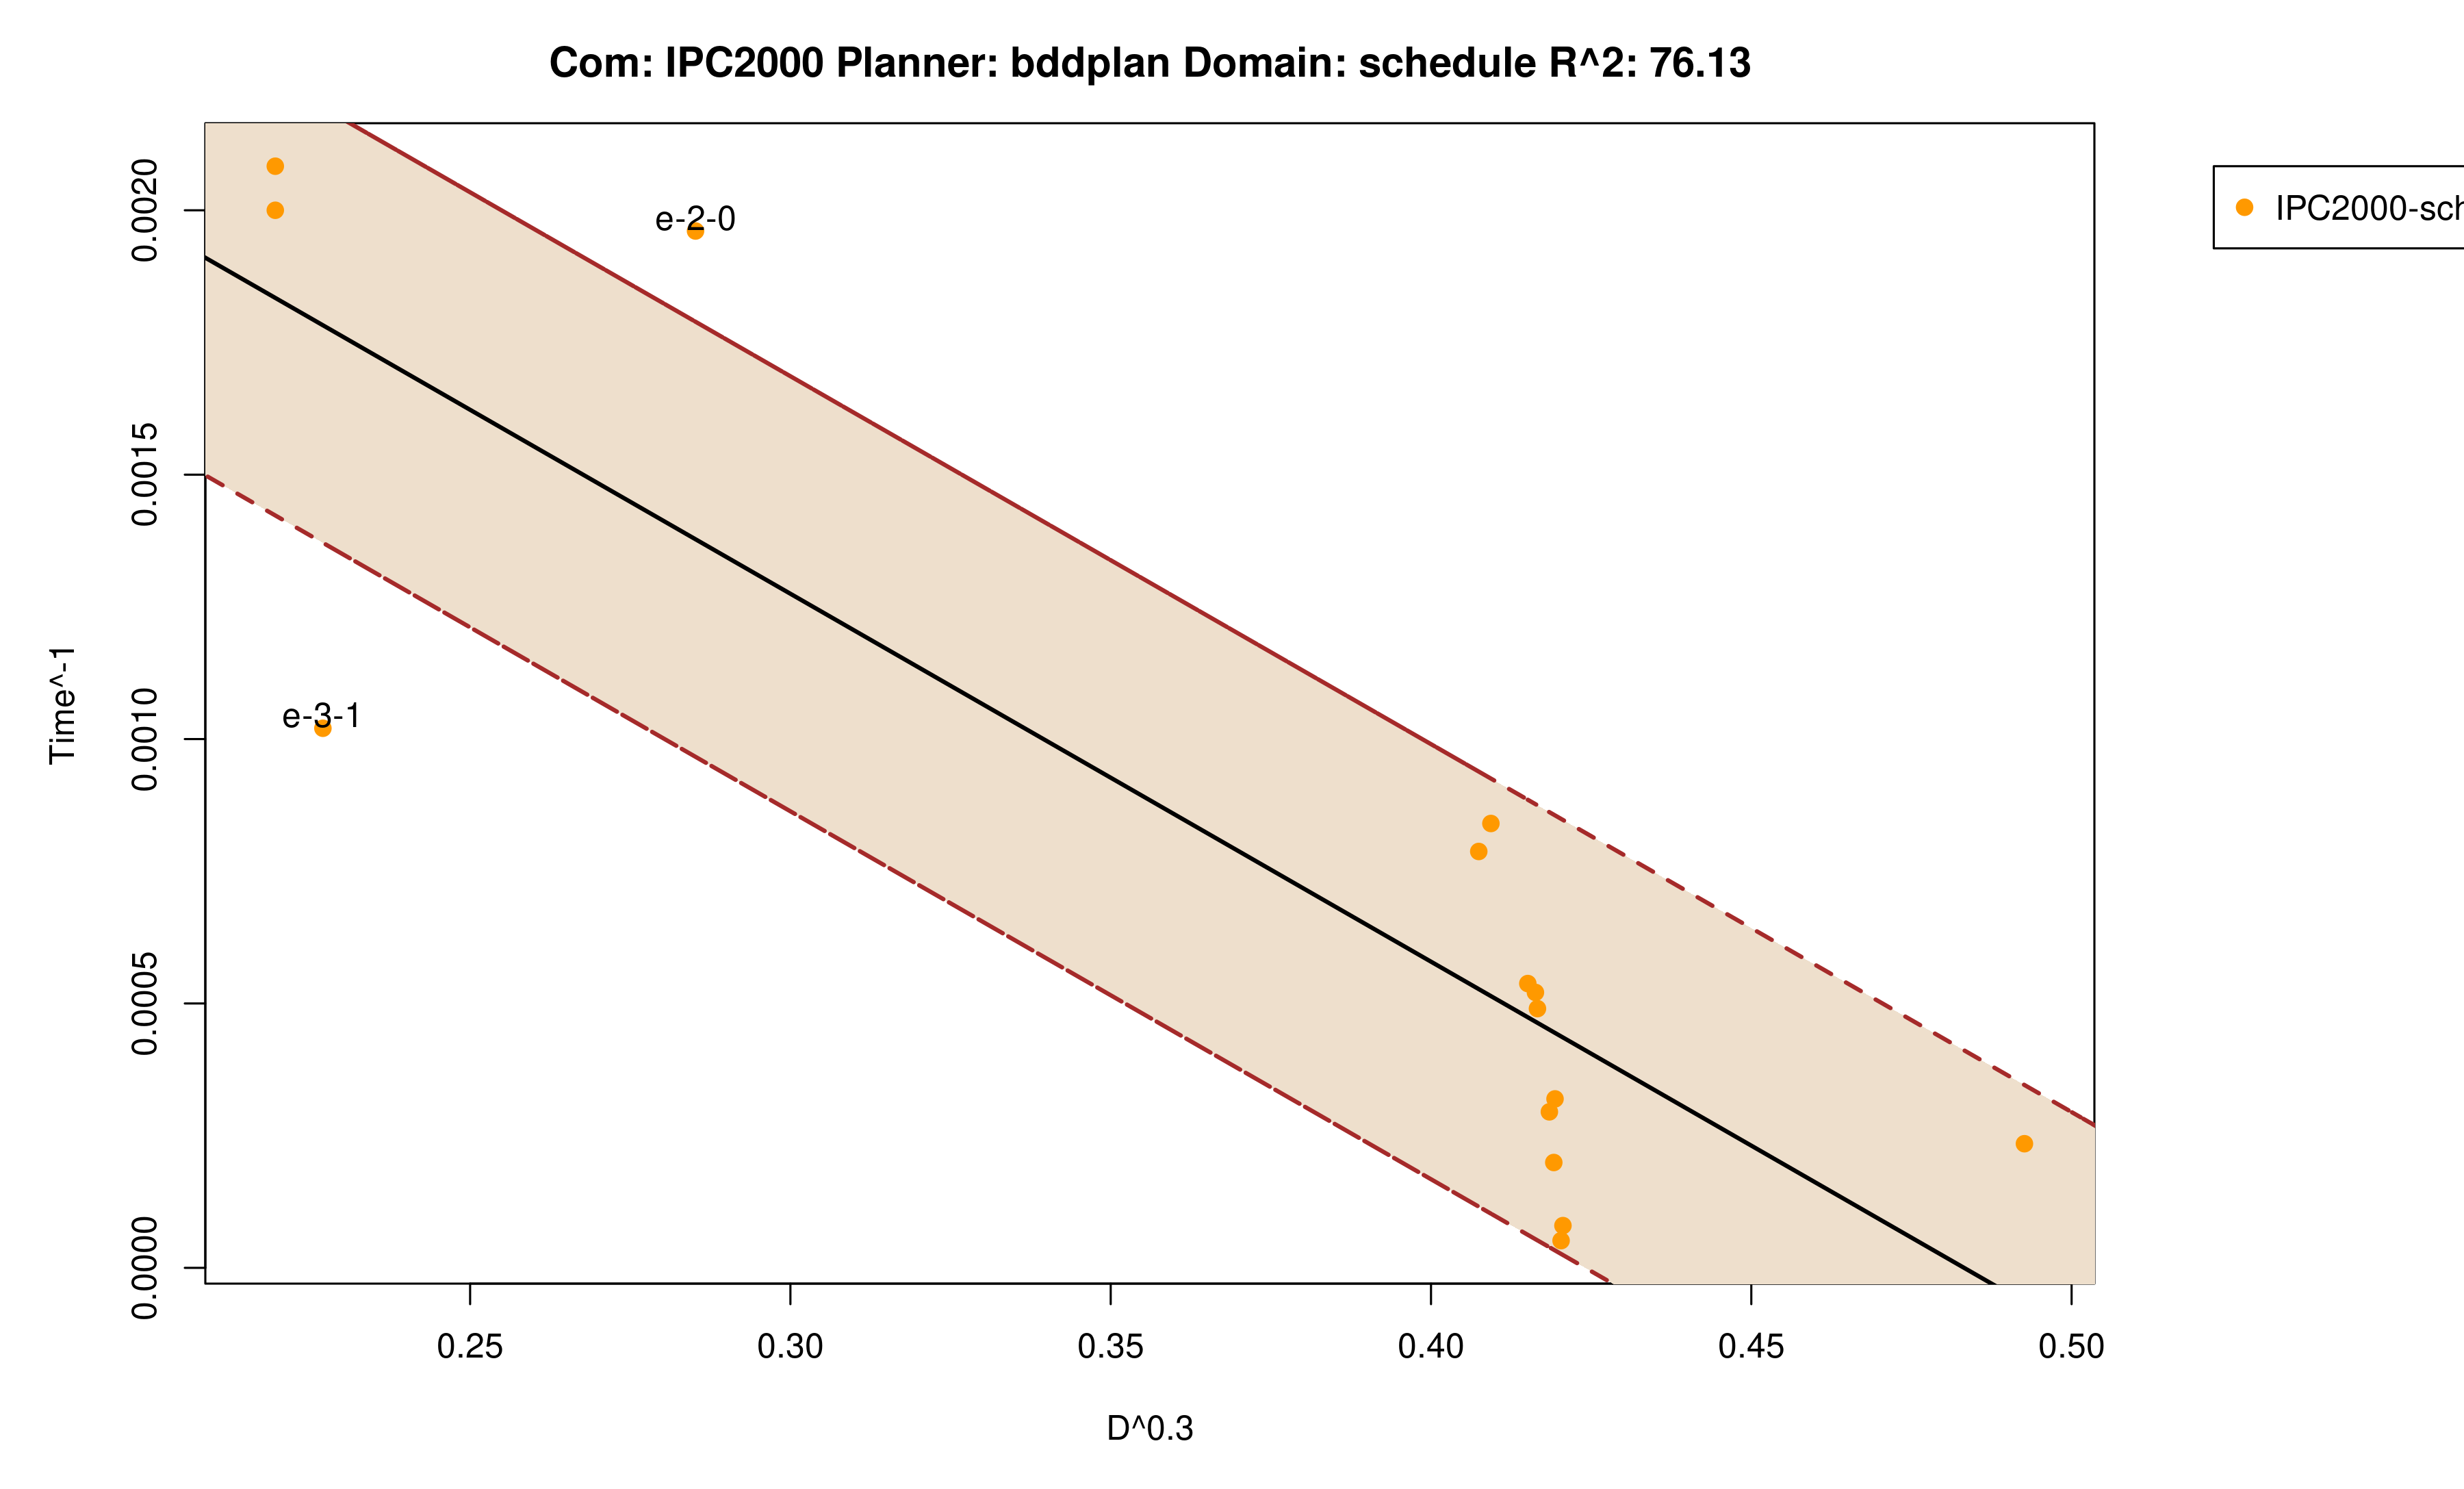 Com: IPC2000 Planner: bddplan Domain: schedule R^2: 76.13
0.0020
0.0015
0.0010
0.0005
0.0000
Time^-1
e-2-0
e-3-1
IPC2000-sch
0.25 0.30 0.35 0.40 0.45 0.50
D^0.3